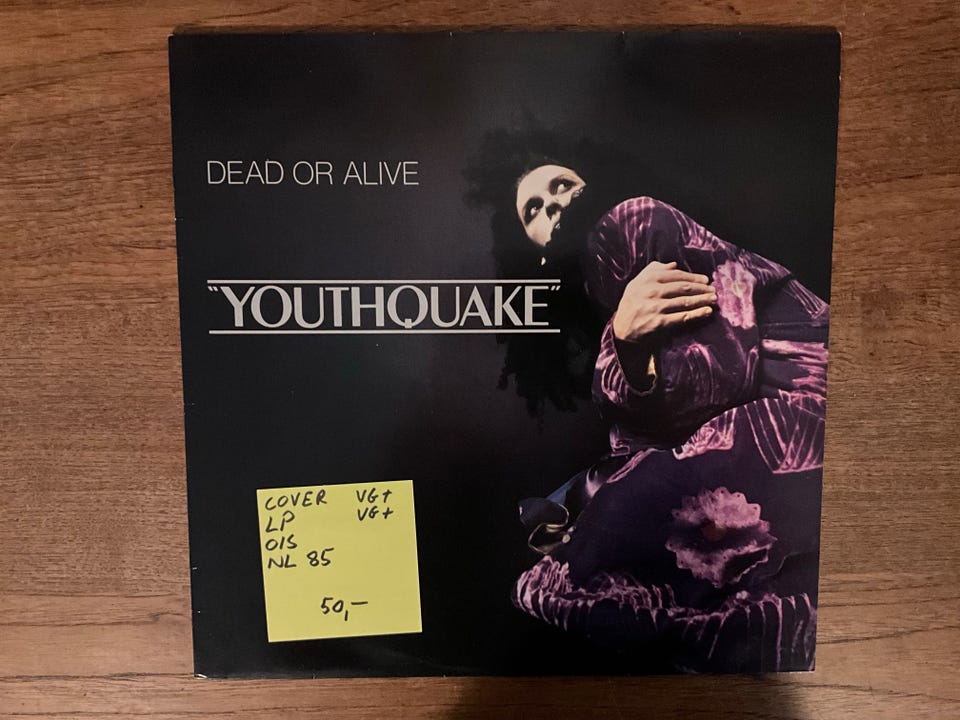 DEAD OR ALIVE
"YOUTHQUAKE"
COVER VG+
LP VG+
OIS
NL 85
50,-